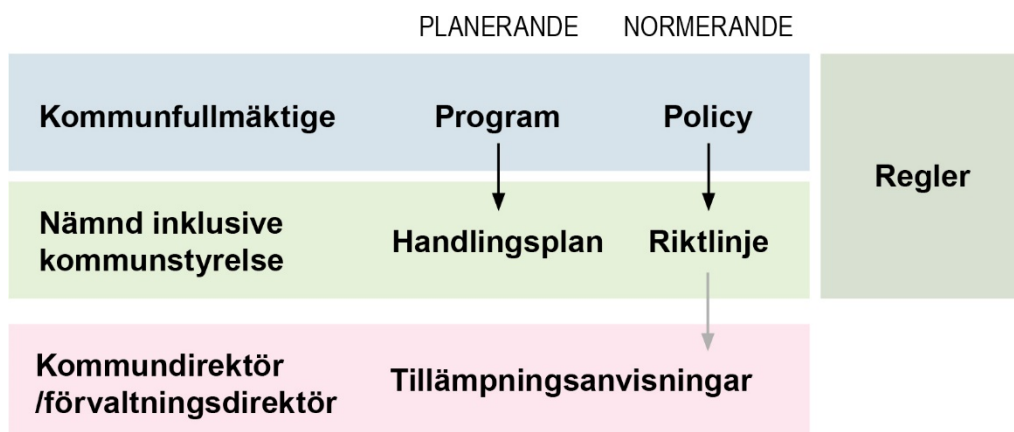 PLANERANDE NORMERANDE
Kommunfullmäktige Program Policy
Regler
Nämnd inklusive
kommunstyrelse
Handlingsplan Riktlinje
Kommundirektör
/förvaltningsdirektör
Tillämpningsanvisningar